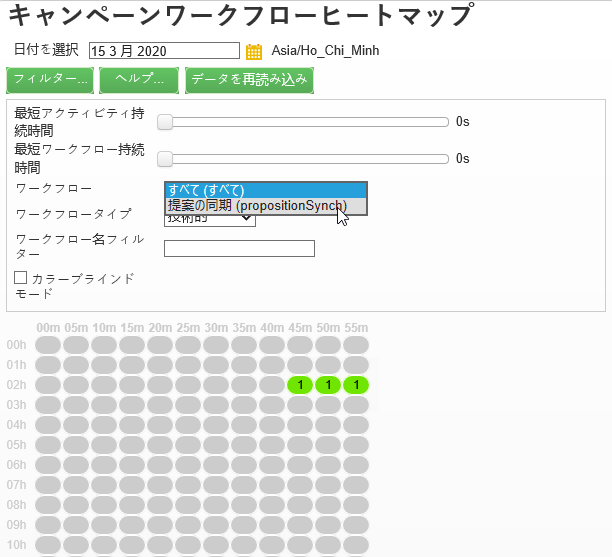 キャンペーンワークフローヒートマップ
日付を選択 15 3 月 2020 Asia/Ho_Chi_Minh
フィルター... ヘルプ... データを再読み込み
最短アクティビティ持
続時間 0s
最短ワークフロー持続
時間 0s
ワークフロー すべて (すべて)
提案の同期 (propositionSynch)
ワークフロータイプ 技術的
ワークフロー名フィル
ター
カラーブラインド
モード
00m 05m 10m 15m 20m 25m 30m 35m 40m 45m 50m 55m
00h
01h
02h 1 1 1
03h
04h
05h
06h
07h
08h
09h
10h